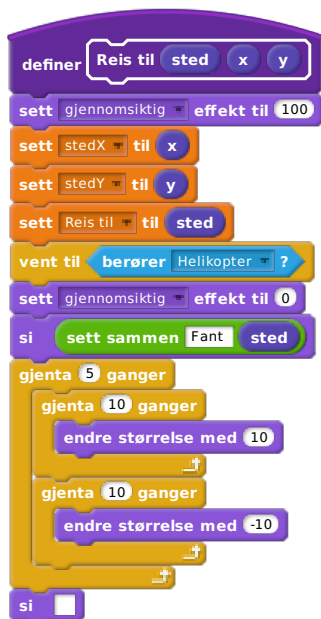 definer Reis til sted x y
sett gjennomsiktig effekt til 100
sett stedX til x
sett stedY til y
sett Reis til til sted
vent til berører Helikopter ?
sett gjennomsiktig effekt til 0
si sett sammen Fant sted
gjenta 5 ganger
gjenta 10 ganger
endre størrelse med 10
gjenta 10 ganger
endre størrelse med -10
si